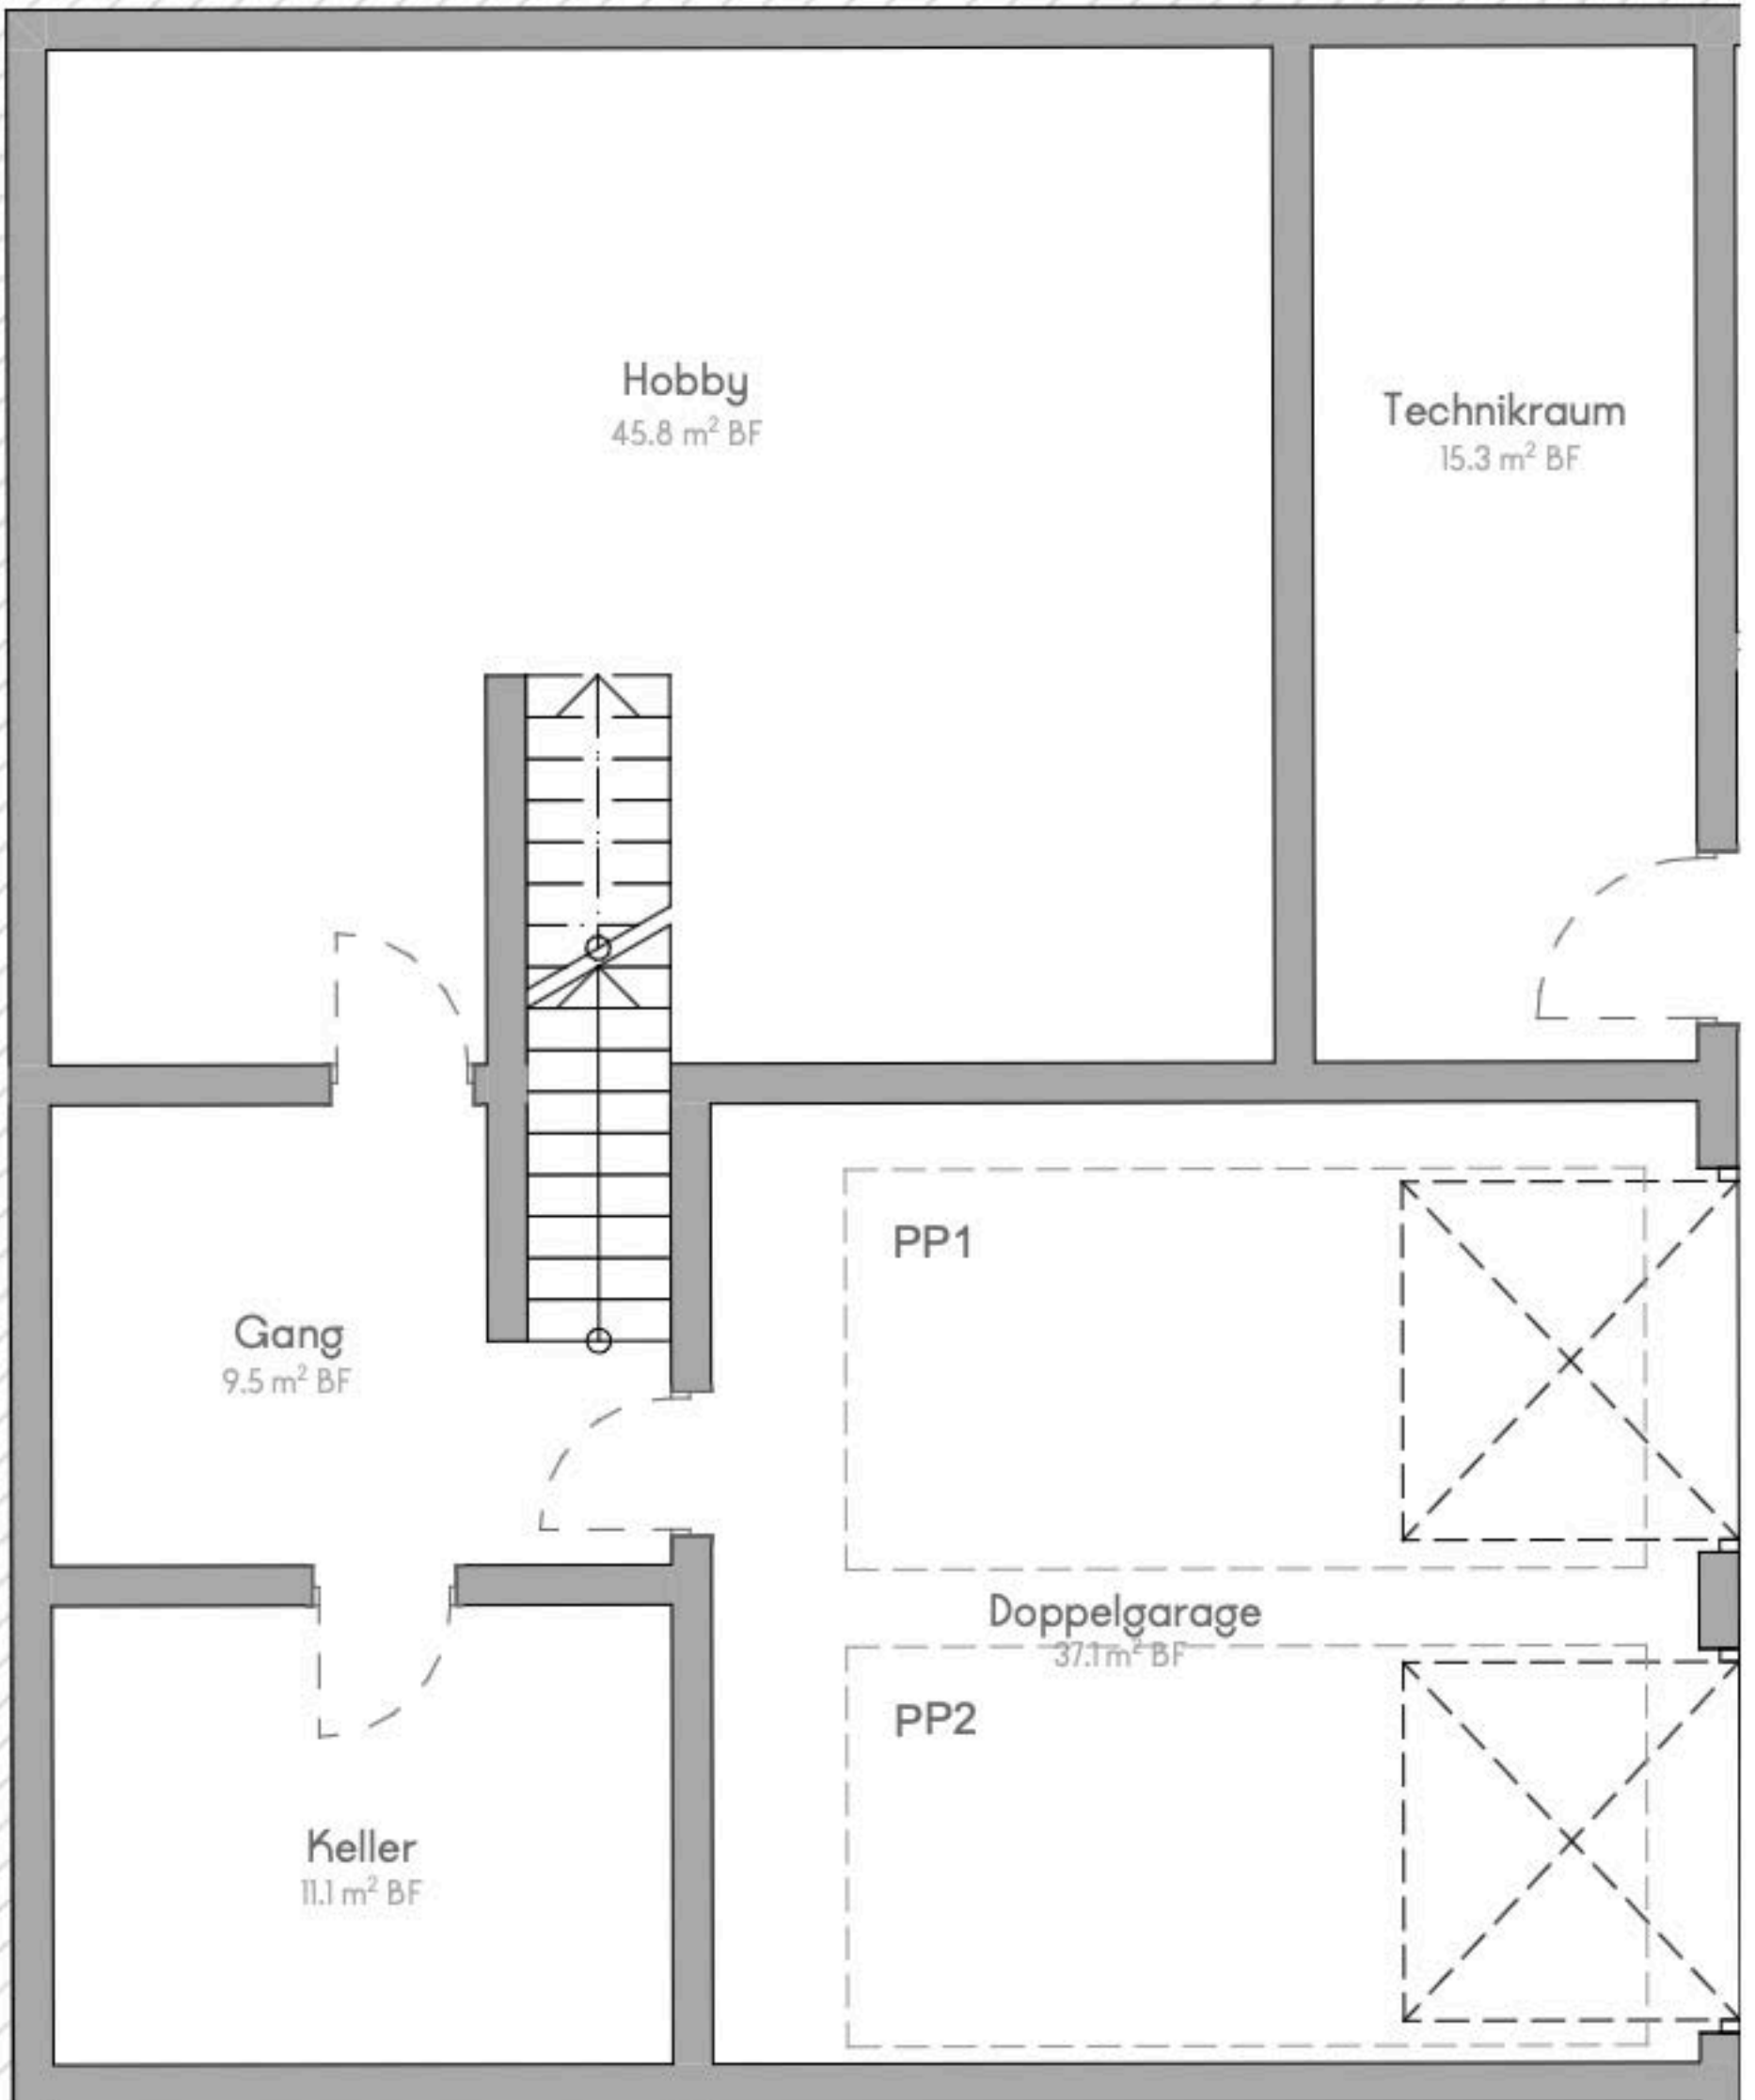 Hobby
45.8 m² BF
Technikraum
15.3 m² BF
PP1
Gang
9.5 m² BF
Doppelgarage
37.1 m² BF
PP2
Keller
11.1 m² BF